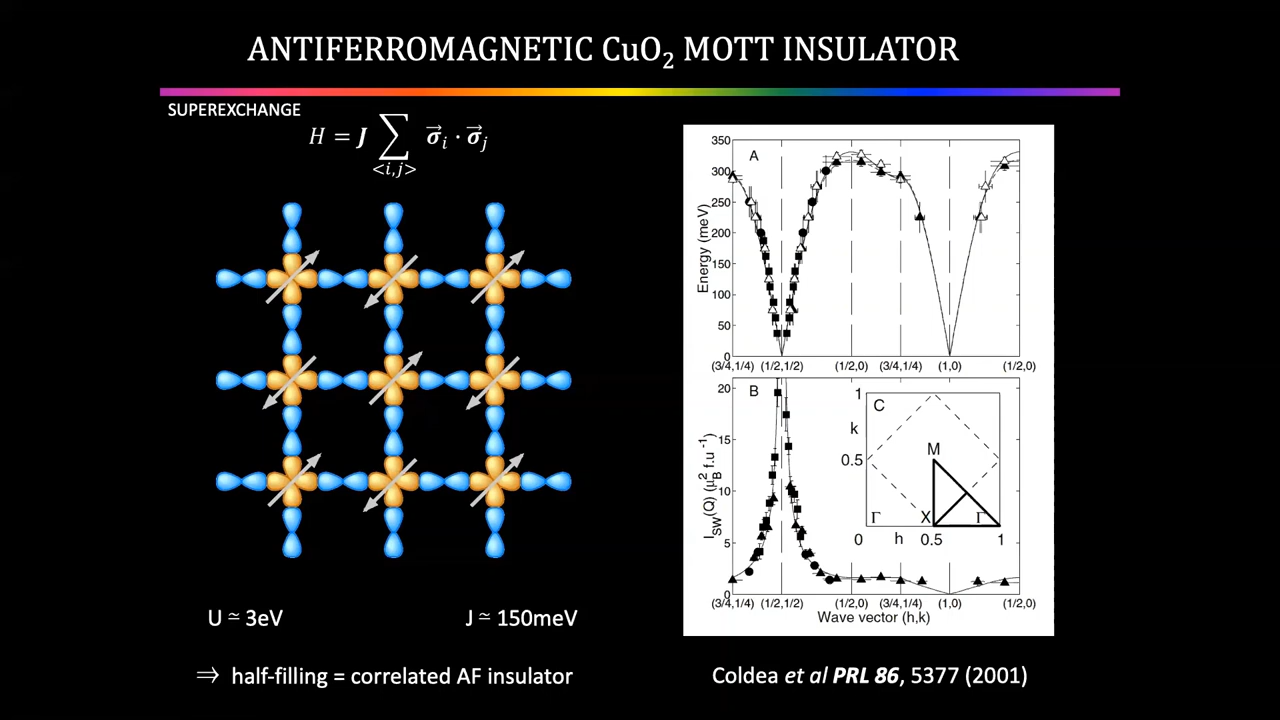 ANTIFERROMAGNETIC CuO₂ MOTT INSULATOR
SUPEREXCHANGE
H = J ∑ σ⃗ᵢ · σ⃗ⱼ
<i,j>
U ≃ 3eV
J ≃ 150meV
⇒ half-filling = correlated AF insulator
A
Energy (meV)
350
300
250
200
150
100
50
0
(3/4,1/4) (1/2,1/2) (1/2,0) (3/4,1/4) (1,0) (1/2,0)
B
I_SW(Q) (μ_B² f.u⁻¹)
20
15
10
5
0
C
1
k
0.5
M
Γ X Γ
0 h 0.5 1
(3/4,1/4) (1/2,1/2) (1/2,0) (3/4,1/4) (1,0) (1/2,0)
Wave vector (h,k)
Coldea et al PRL 86, 5377 (2001)